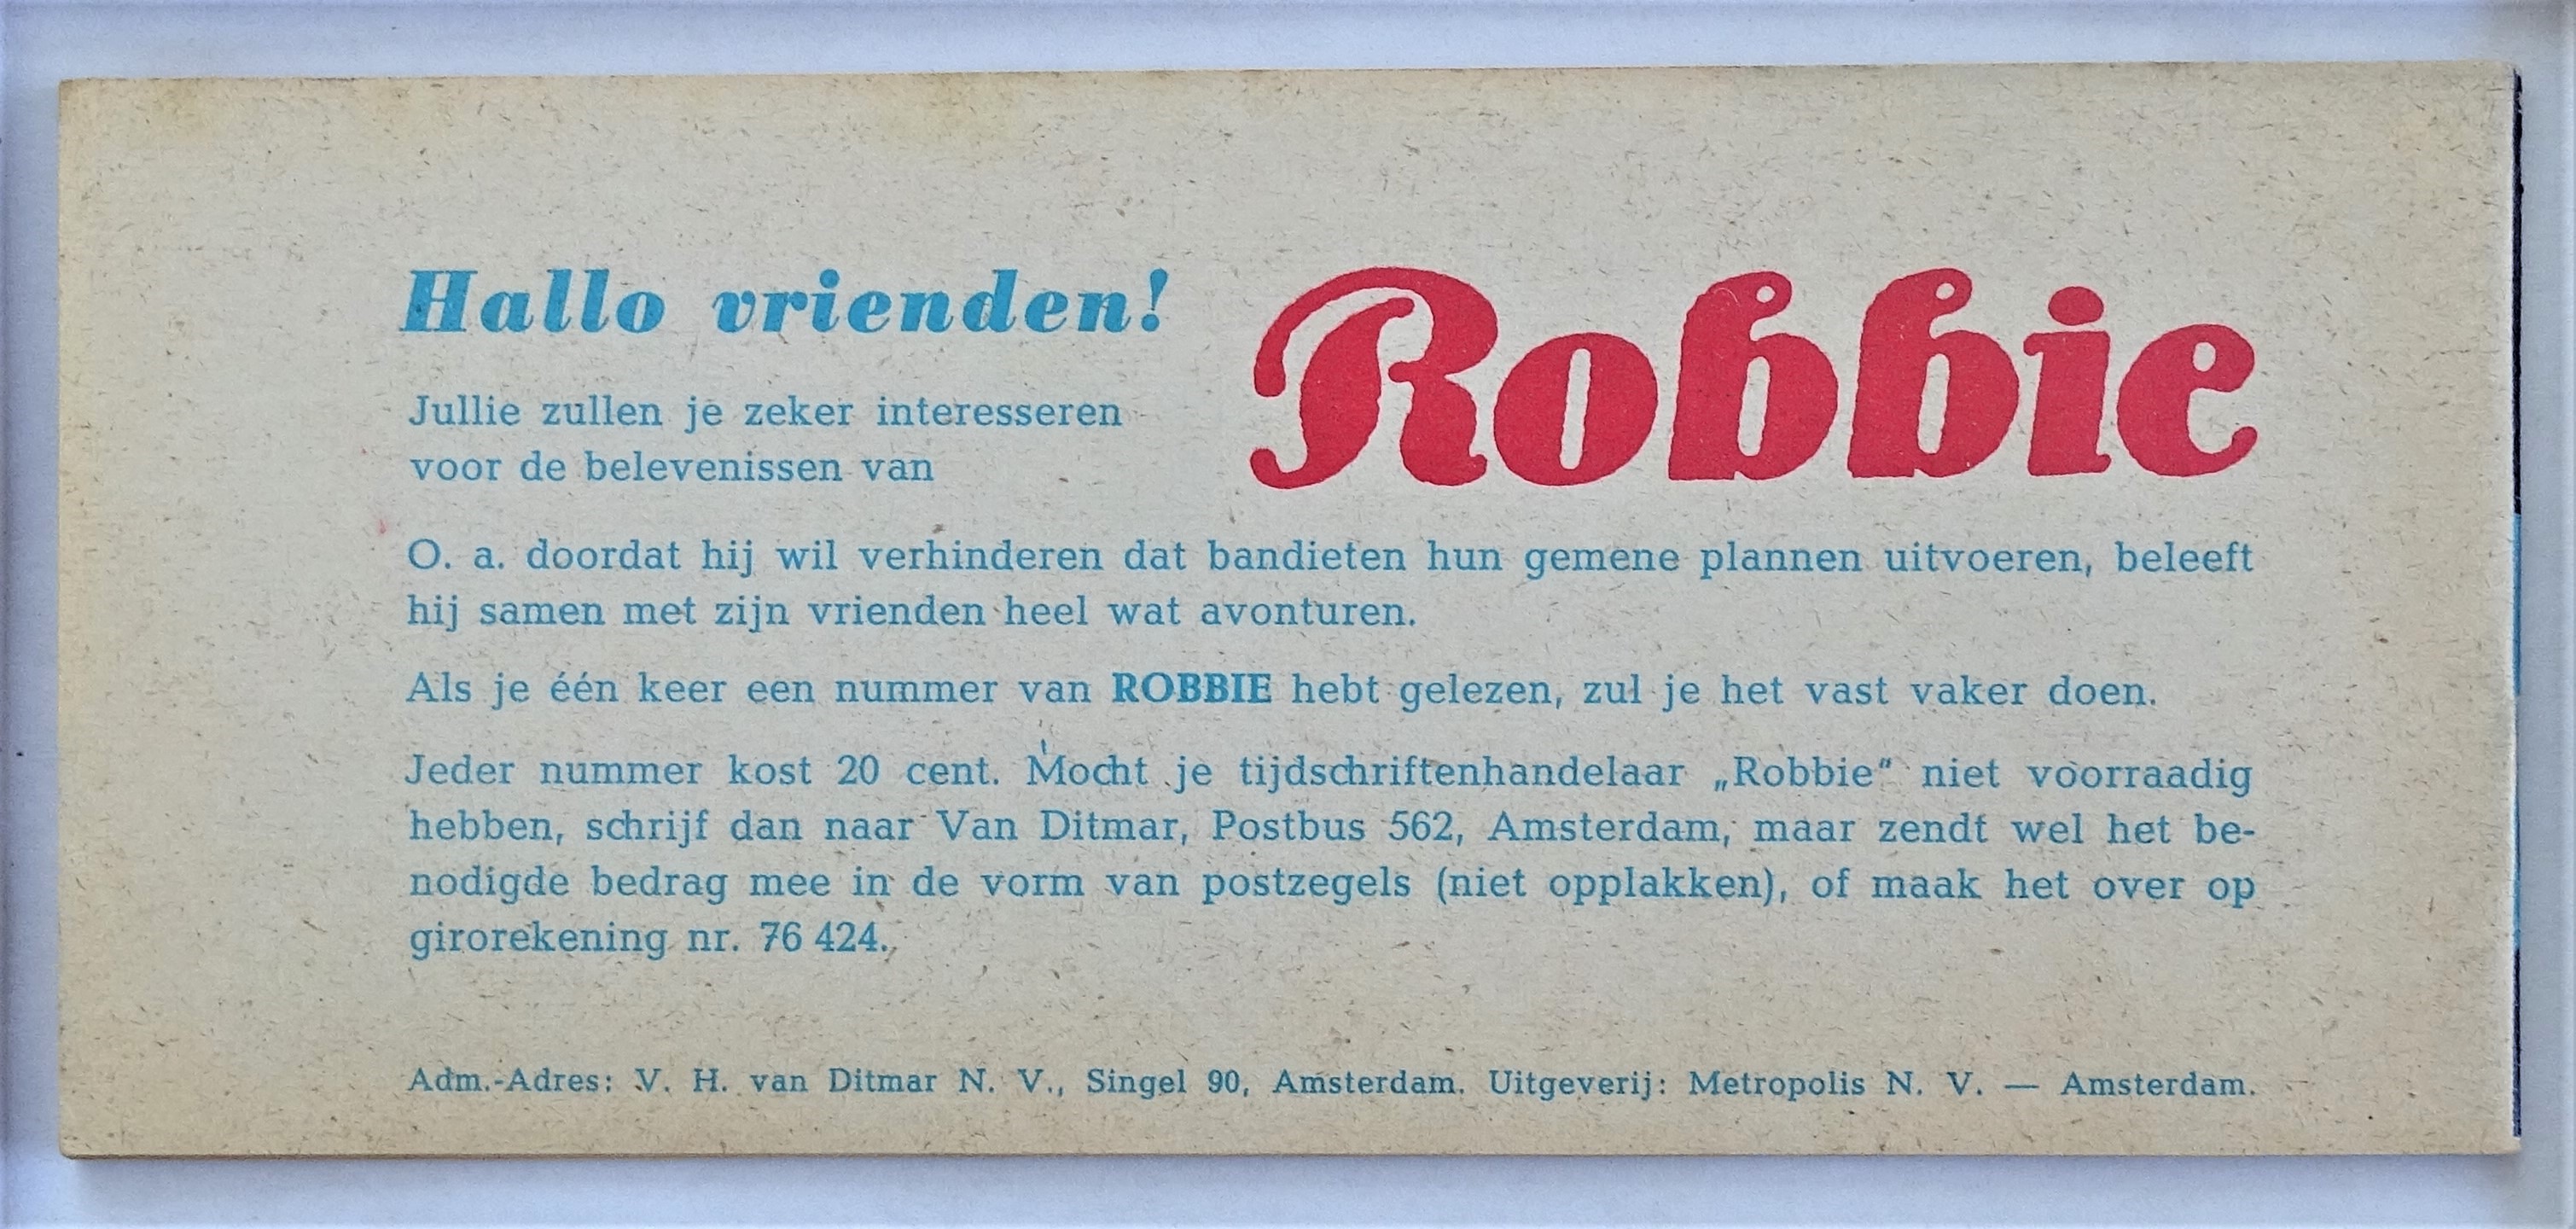 Hallo vrienden!
Jullie zullen je zeker interesseren
voor de belevenissen van
Robbie
O. a. doordat hij wil verhinderen dat bandieten hun gemene plannen uitvoeren, beleeft
hij samen met zijn vrienden heel wat avonturen.
Als je één keer een nummer van ROBBIE hebt gelezen, zul je het vast vaker doen.
Jeder nummer kost 20 cent. Mocht je tijdschriftenhandelaar „Robbie“ niet voorraadig
hebben, schrijf dan naar Van Ditmar, Postbus 562, Amsterdam, maar zendt wel het be-
nodigde bedrag mee in de vorm van postzegels (niet opplakken), of maak het over op
girorekening nr. 76 424.
Adm.-Adres: V. H. van Ditmar N. V., Singel 90, Amsterdam. Uitgeverij: Metropolis N. V. — Amsterdam.